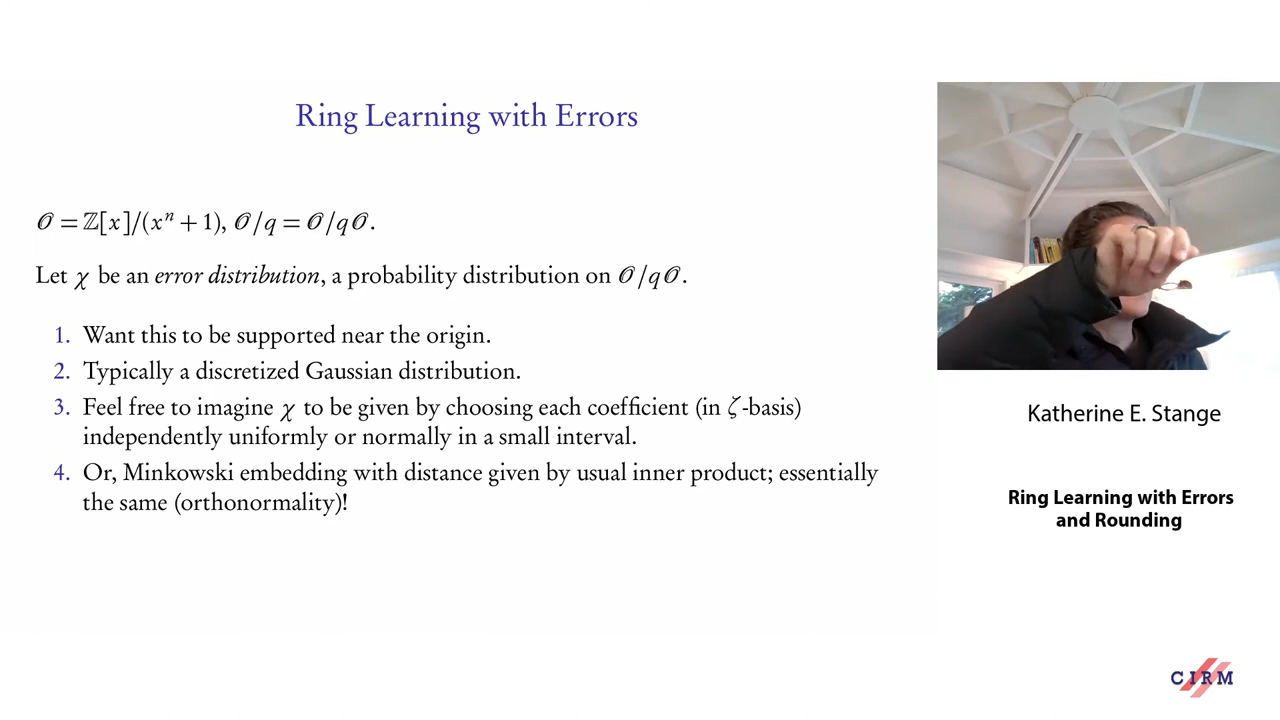 Ring Learning with Errors
𝒪 = ℤ[x]/(xⁿ + 1), 𝒪/q = 𝒪/q𝒪.
Let χ be an error distribution, a probability distribution on 𝒪/q𝒪.
1. Want this to be supported near the origin.
2. Typically a discretized Gaussian distribution.
3. Feel free to imagine χ to be given by choosing each coefficient (in ζ-basis)
independently uniformly or normally in a small interval.
4. Or, Minkowski embedding with distance given by usual inner product; essentially
the same (orthonormality)!
Katherine E. Stange
Ring Learning with Errors
and Rounding
CIRM